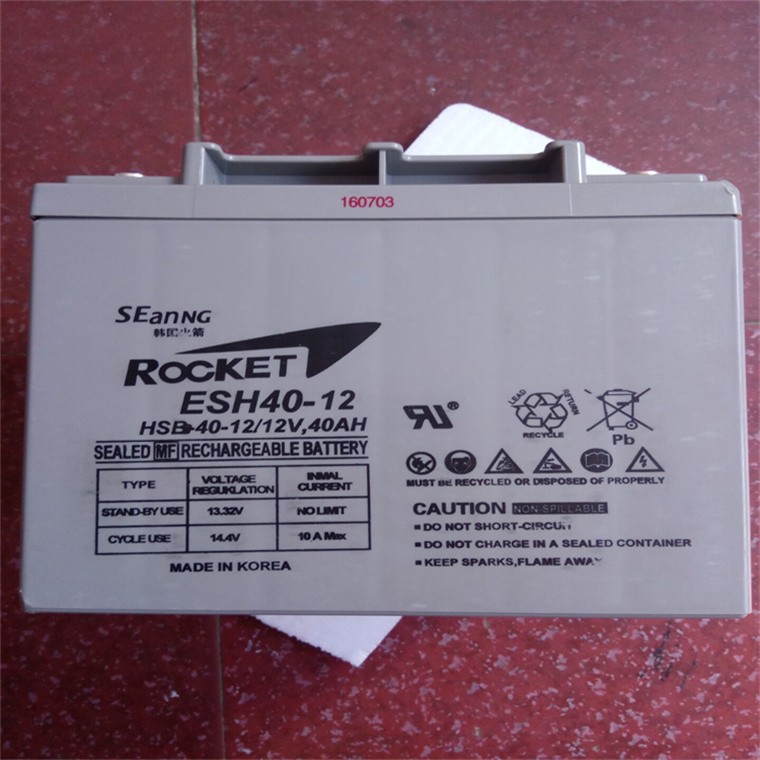 160703
SEanNG
韩国火箭
ROCKET
ESH40-12
HSB-40-12/12V,40AH
SEALED MF RECHARGEABLE BATTERY
TYPE VOLTAGE REGUKLATION INMAL CURRENT
STAND-BY USE 13.32V NO LIMIT
CYCLE USE 14.4V 10 A Max
MADE IN KOREA
LEAD RETURN
RECYCLE
Pb
MUST BE RECYCLED OR DISPOSED OF PROPERLY
CAUTION NON-SPILLABLE
DO NOT SHORT-CIRCUIT
DO NOT CHARGE IN A SEALED CONTAINER
KEEP SPARKS,FLAME AWAY